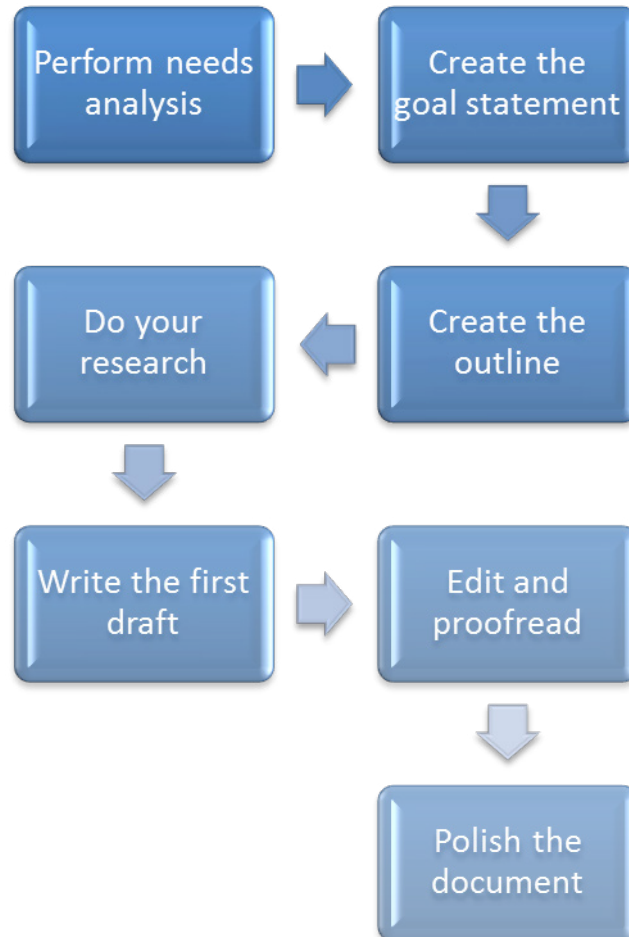 Perform needs
analysis
Create the
goal statement
Create the
outline
Do your
research
Write the first
draft
Edit and
proofread
Polish the
document